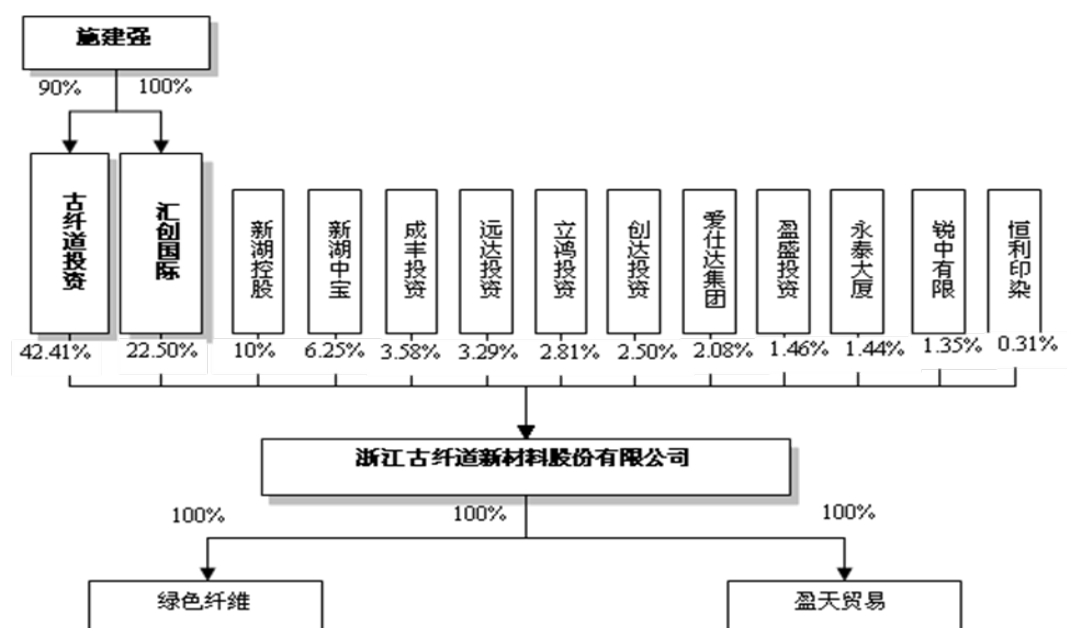 施建强
90%
100%
古纤道投资
汇创国际
新湖控股
新湖中宝
成丰投资
远达投资
立鸿投资
创达投资
爱仕达集团
盈盛投资
永泰大厦
锐中有限
恒利印染
42.41%
22.50%
10%
6.25%
3.58%
3.29%
2.81%
2.50%
2.08%
1.46%
1.44%
1.35%
0.31%
浙江古纤道新材料股份有限公司
100%
100%
100%
绿色纤维
盈天贸易